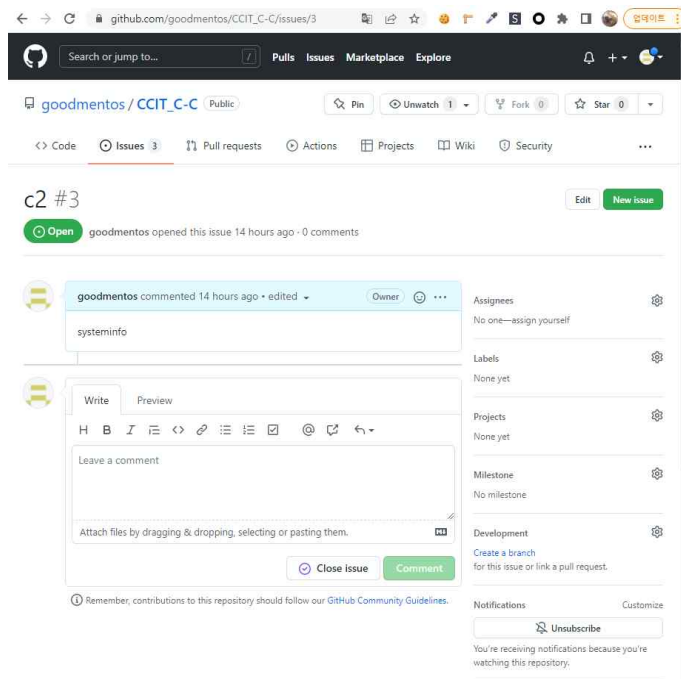 github.com/goodmentos/CCIT_C-C/issues/3
업데이트
Search or jump to... /
Pulls Issues Marketplace Explore
goodmentos / CCIT_C-C Public
Pin Unwatch 1 Fork 0 Star 0
Code Issues 3 Pull requests Actions Projects Wiki Security
c2 #3
Edit New issue
Open goodmentos opened this issue 14 hours ago · 0 comments
goodmentos commented 14 hours ago • edited Owner
systeminfo
Write Preview
H B I
Leave a comment
Attach files by dragging & dropping, selecting or pasting them.
Close issue Comment
Remember, contributions to this repository should follow our GitHub Community Guidelines.
Assignees
No one—assign yourself
Labels
None yet
Projects
None yet
Milestone
No milestone
Development
Create a branch
for this issue or link a pull request.
Notifications Customize
Unsubscribe
You're receiving notifications because you're
watching this repository.